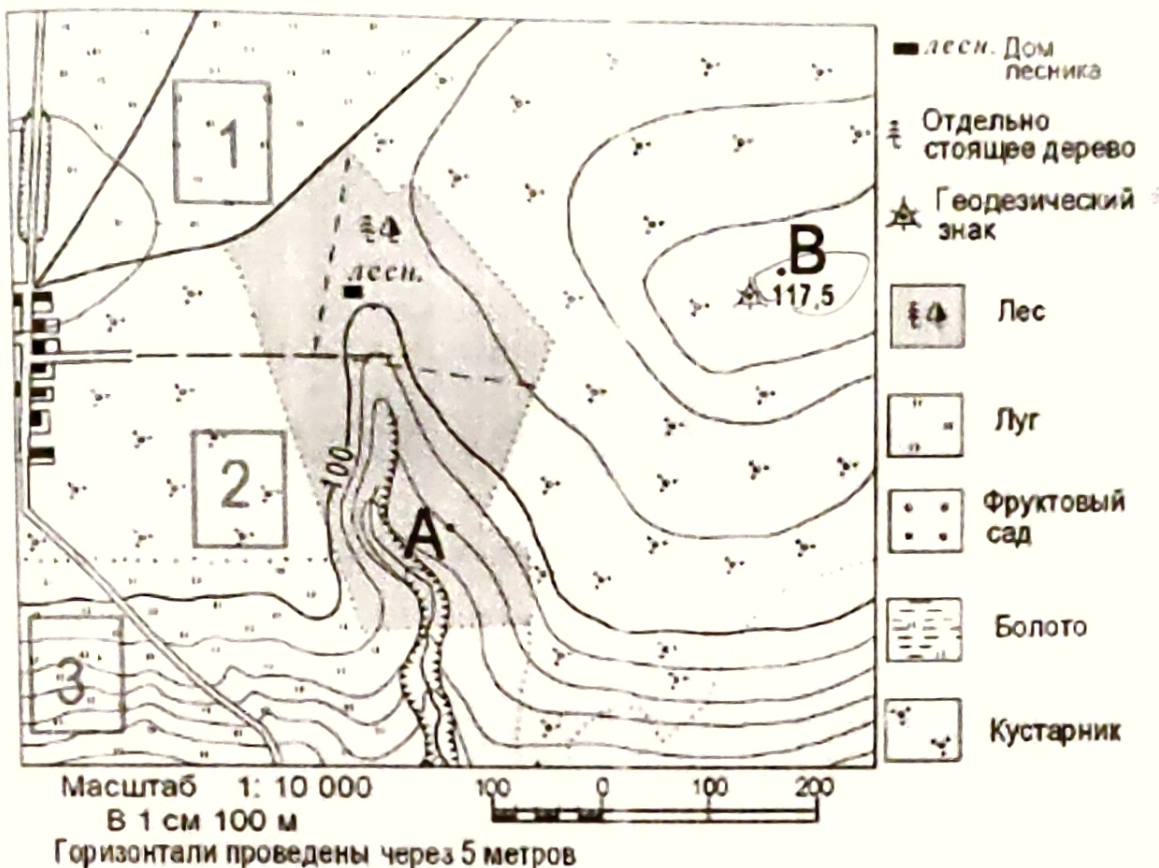 1
2
3
лесн.
100
А
В
117,5
лесн. Дом
лесника
Отдельно
стоящее дерево
Геодезический
знак
Лес
Луг
Фруктовый
сад
Болото
Кустарник
Масштаб 1: 10 000
В 1 см 100 м
100 0 100 200
Горизонтали проведены через 5 метров